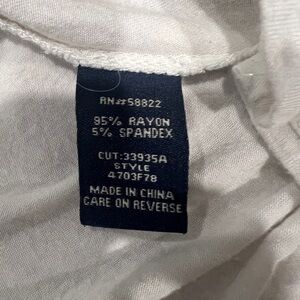 RN#58822
95% RAYON
5% SPANDEX
CUT:33935A
STYLE
4703F78
MADE IN CHINA
CARE ON REVERSE